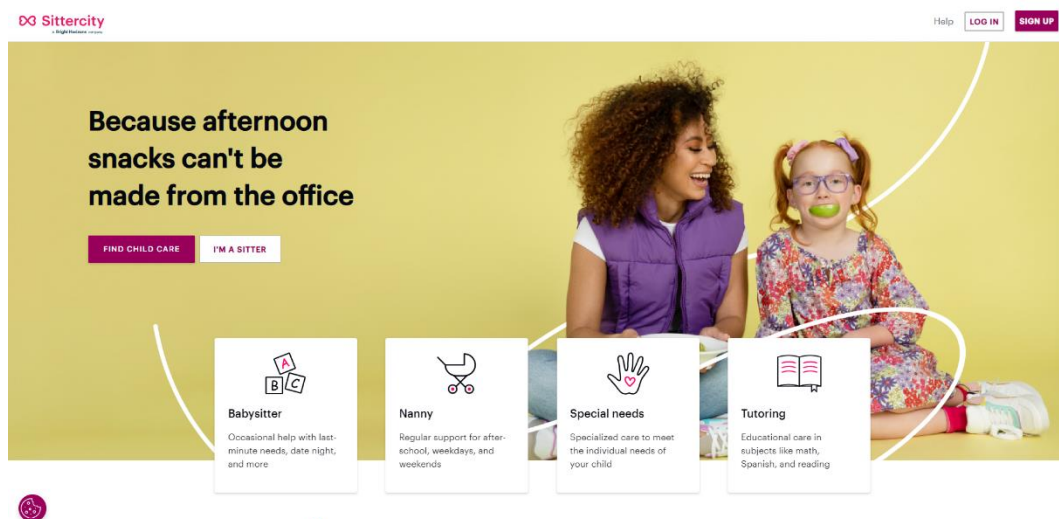 Sittercity
a Bright Horizons company
Help
LOG IN
SIGN UP
Because afternoon
snacks can't be
made from the office
FIND CHILD CARE
I'M A SITTER
A
B C
Babysitter
Occasional help with last-
minute needs, date night,
and more
Nanny
Regular support for after-
school, weekdays, and
weekends
Special needs
Specialized care to meet
the individual needs of
your child
Tutoring
Educational care in
subjects like math,
Spanish, and reading